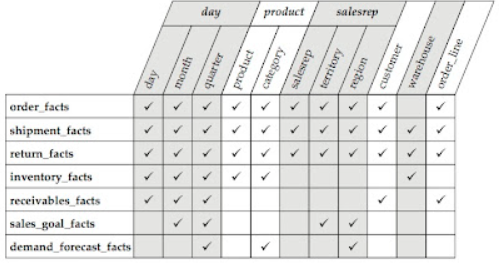 day product salesrep
day month quarter product category salesrep territory region customer warehouse order_line
order_facts ✓ ✓ ✓ ✓ ✓ ✓ ✓ ✓ ✓ ✓
shipment_facts ✓ ✓ ✓ ✓ ✓ ✓ ✓ ✓ ✓ ✓ ✓
return_facts ✓ ✓ ✓ ✓ ✓ ✓ ✓ ✓ ✓ ✓ ✓
inventory_facts ✓ ✓ ✓ ✓ ✓ ✓
receivables_facts ✓ ✓ ✓ ✓ ✓
sales_goal_facts ✓ ✓ ✓ ✓
demand_forecast_facts ✓ ✓ ✓